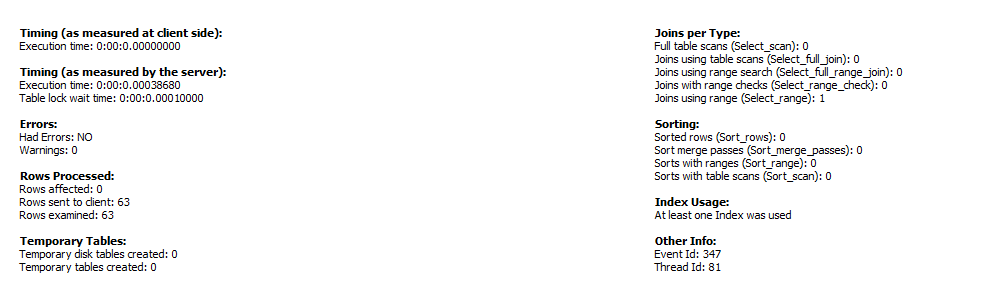 Timing (as measured at client side):
Execution time: 0:00:0.00000000
Timing (as measured by the server):
Execution time: 0:00:0.00038680
Table lock wait time: 0:00:0.00010000
Errors:
Had Errors: NO
Warnings: 0
Rows Processed:
Rows affected: 0
Rows sent to client: 63
Rows examined: 63
Temporary Tables:
Temporary disk tables created: 0
Temporary tables created: 0
Joins per Type:
Full table scans (Select_scan): 0
Joins using table scans (Select_full_join): 0
Joins using range search (Select_full_range_join): 0
Joins with range checks (Select_range_check): 0
Joins using range (Select_range): 1
Sorting:
Sorted rows (Sort_rows): 0
Sort merge passes (Sort_merge_passes): 0
Sorts with ranges (Sort_range): 0
Sorts with table scans (Sort_scan): 0
Index Usage:
At least one Index was used
Other Info:
Event Id: 347
Thread Id: 81